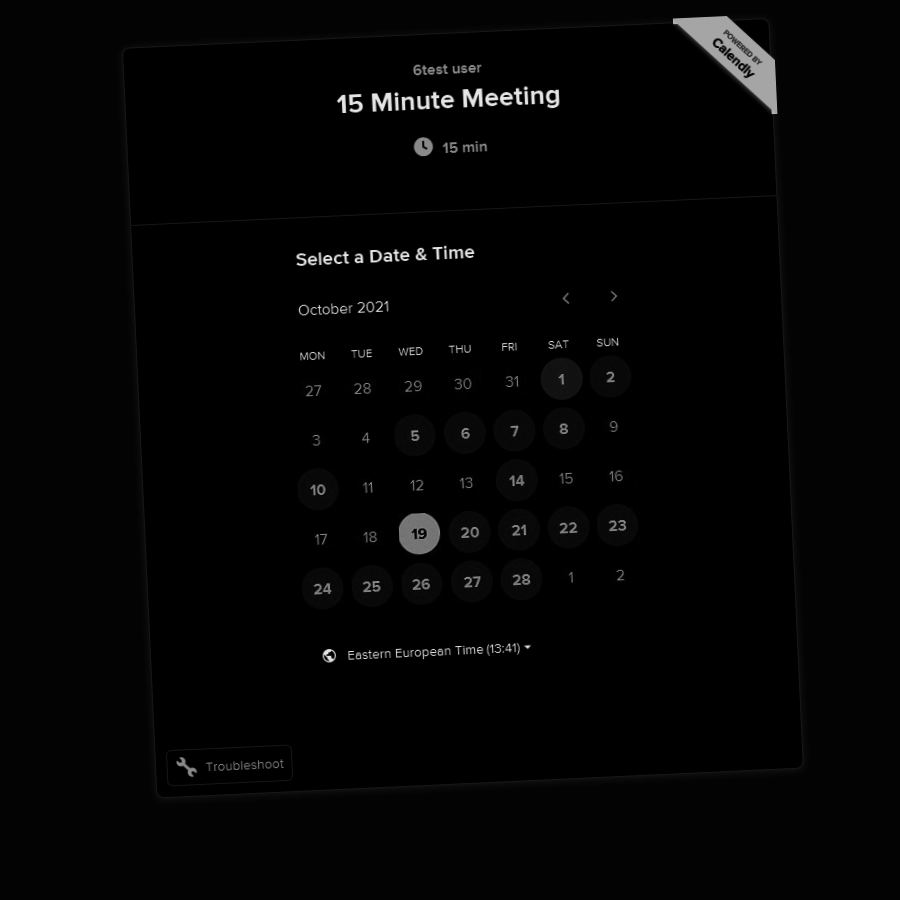 POWERED BY
Calendly
6test user
15 Minute Meeting
15 min
Select a Date & Time
October 2021
MON TUE WED THU FRI SAT SUN
27 28 29 30 31 1 2
3 4 5 6 7 8 9
10 11 12 13 14 15 16
17 18 19 20 21 22 23
24 25 26 27 28 1 2
Eastern European Time (13:41)
Troubleshoot